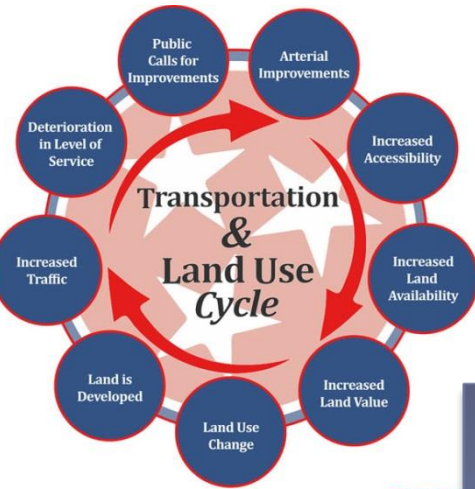 Transportation
&
Land Use
Cycle
Arterial
Improvements
Increased
Accessibility
Increased
Land
Availability
Increased
Land Value
Land Use
Change
Land is
Developed
Increased
Traffic
Deterioration
in Level of
Service
Public
Calls for
Improvements